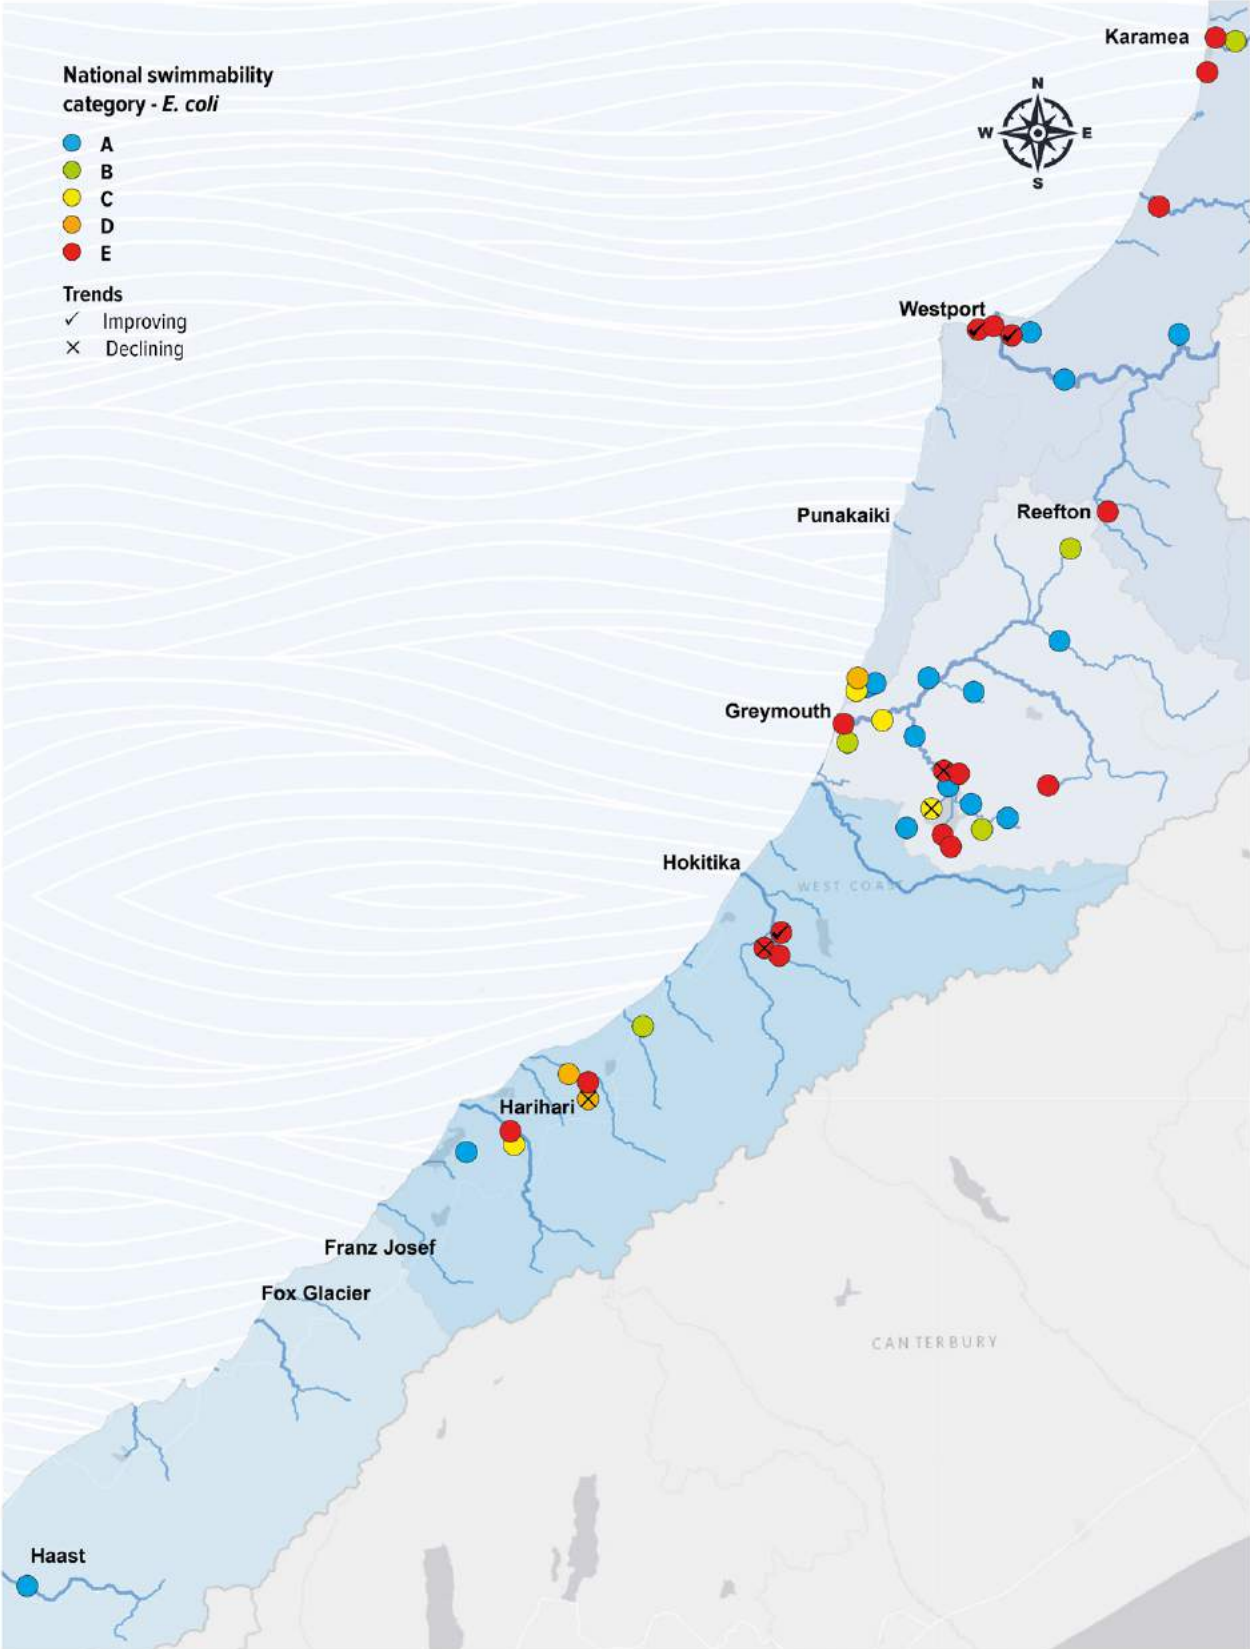 Karamea
National swimmability
category - E. coli
A
B
C
D
E
Trends
✓ Improving
✕ Declining
N
W E
S
Westport
Punakaiki
Reefton
Greymouth
Hokitika
WEST COAST
Harihari
Franz Josef
Fox Glacier
CANTERBURY
Haast